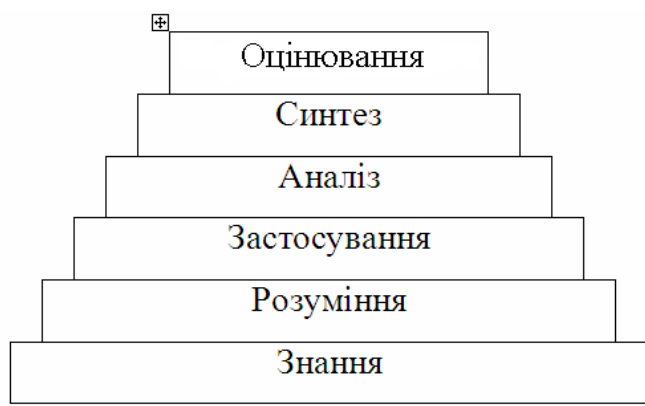 Оцінювання
Синтез
Аналіз
Застосування
Розуміння
Знання